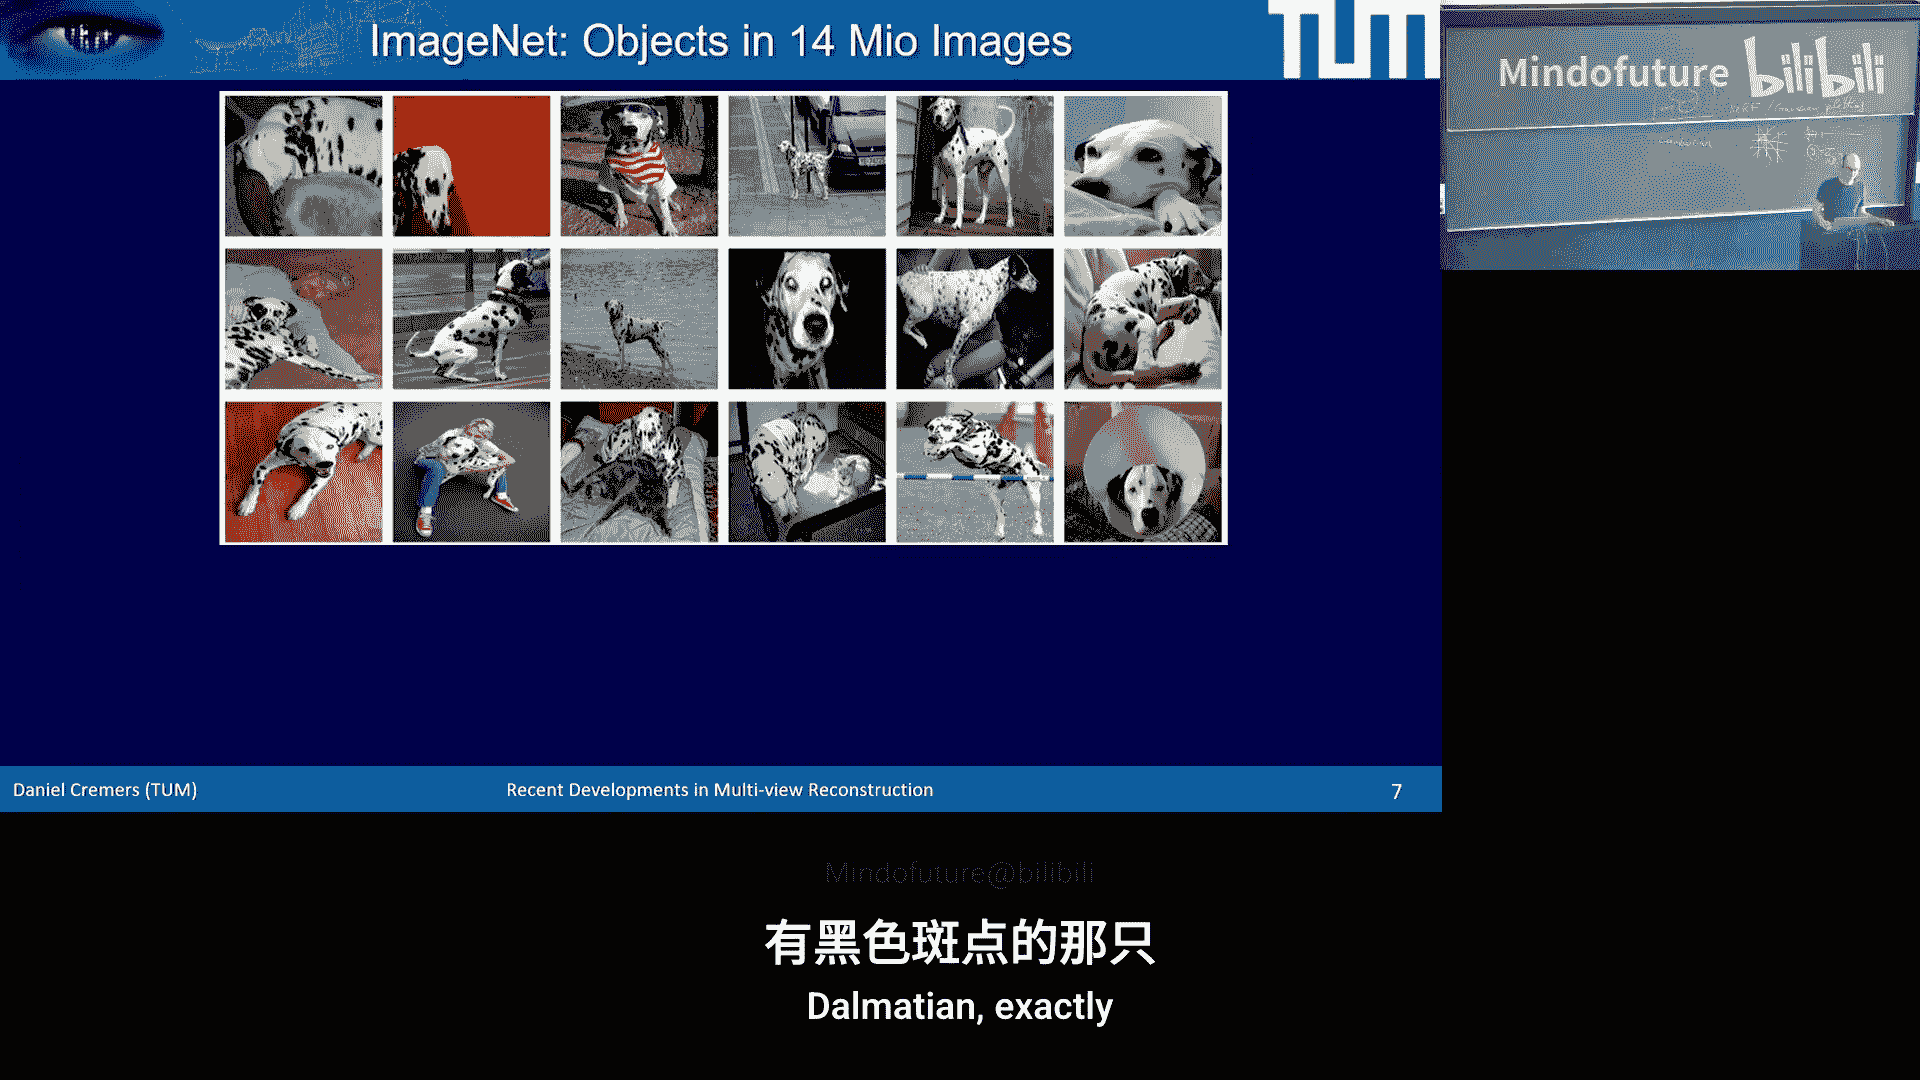 ImageNet: Objects in 14 Mio Images
TUM
Mindofuture bilibili
Daniel Cremers (TUM)
Recent Developments in Multi-view Reconstruction
7
Mindofuture@bilibili
有黑色斑点的那只
Dalmatian, exactly